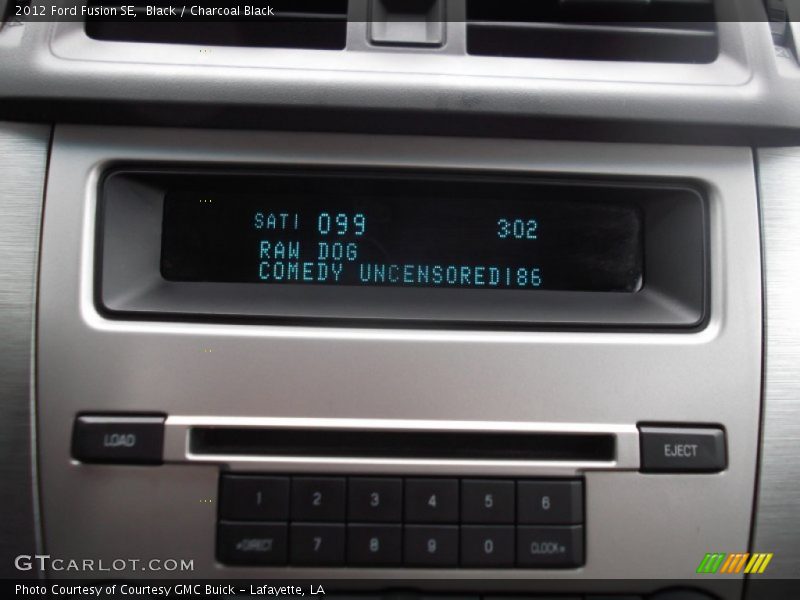 2012 Ford Fusion SE, Black / Charcoal Black
SAT1 099 3:02
RAW DOG
COMEDY UNCENSORED|86
LOAD
EJECT
1 2 3 4 5 6
DIRECT 7 8 9 0 CLOCK
GTCARLOT.COM
Photo Courtesy of Courtesy GMC Buick - Lafayette, LA